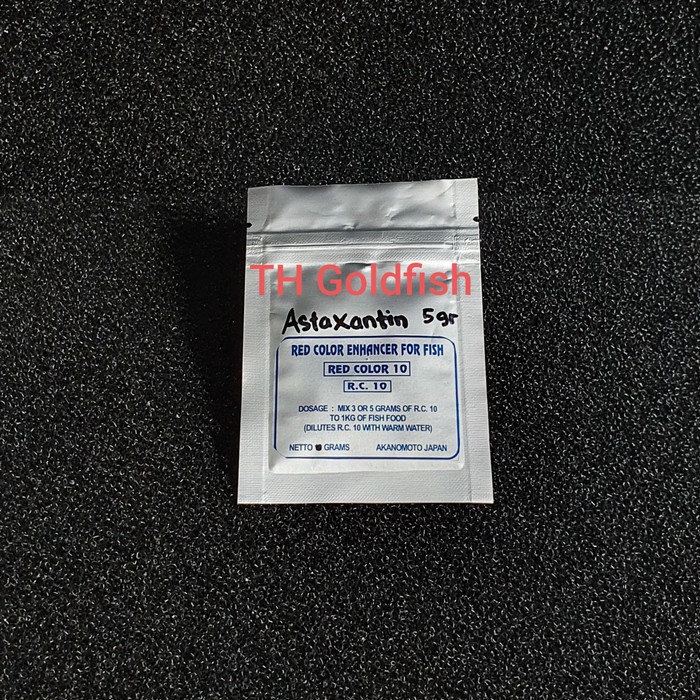 TH Goldfish
Astaxantin 5gr
RED COLOR ENHANCER FOR FISH
RED COLOR 10
R.C. 10
DOSAGE : MIX 3 OR 5 GRAMS OF R.C. 10
TO 1KG OF FISH FOOD
(DILUTES R.C. 10 WITH WARM WATER)
NETTO GRAMS AKANOMOTO JAPAN